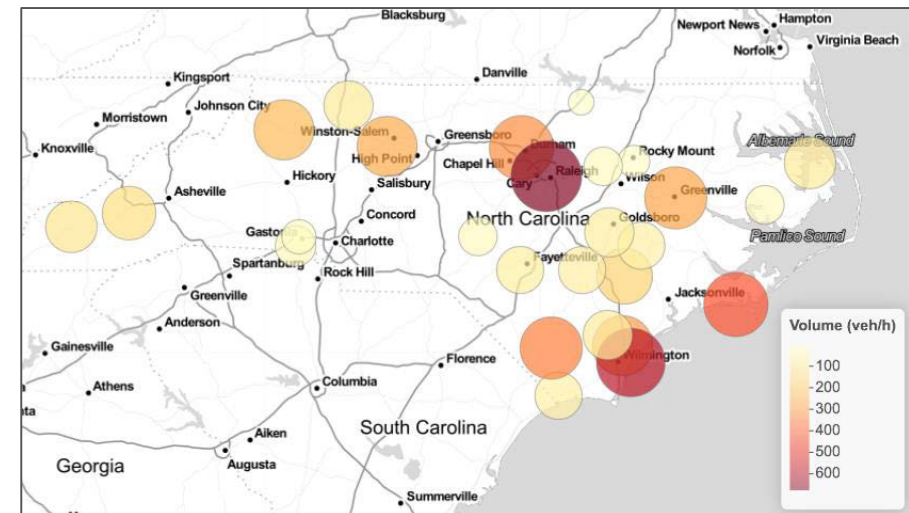 Blacksburg
Hampton
Newport News
Norfolk
Virginia Beach
Kingsport
Danville
Johnson City
Morristown
Winston-Salem
Greensboro
Albemarle Sound
Knoxville
High Point
Durham
Chapel Hill
Rocky Mount
Hickory
Salisbury
Cary
Raleigh
Wilson
Asheville
Greenville
Concord
North Carolina
Goldsboro
Gastonia
Charlotte
Pamlico Sound
Spartanburg
Fayetteville
Rock Hill
Greenville
Jacksonville
Anderson
Volume (veh/h)
Gainesville
Florence
Wilmington
-100
Athens
Columbia
-200
nta
-300
South Carolina
-400
Aiken
-500
Georgia
Augusta
-600
Summerville